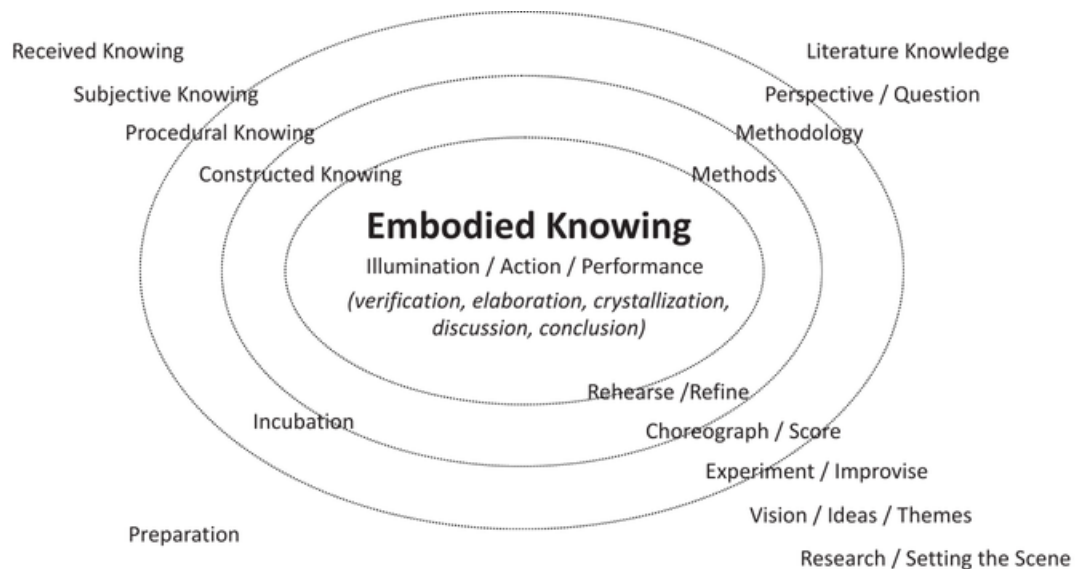 Received Knowing
Literature Knowledge
Subjective Knowing
Perspective / Question
Procedural Knowing
Methodology
Constructed Knowing
Methods
Embodied Knowing
Illumination / Action / Performance
(verification, elaboration, crystallization,
discussion, conclusion)
Rehearse /Refine
Incubation
Choreograph / Score
Experiment / Improvise
Vision / Ideas / Themes
Preparation
Research / Setting the Scene